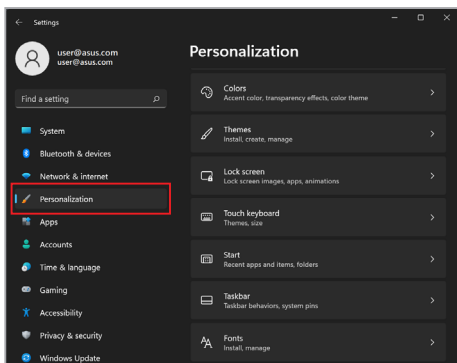 Settings
user@asus.com
user@asus.com
Find a setting
System
Bluetooth & devices
Network & internet
Personalization
Apps
Accounts
Time & language
Gaming
Accessibility
Privacy & security
Windows Update
Personalization
Colors
Accent color, transparency effects, color theme
Themes
Install, create, manage
Lock screen
Lock screen images, apps, animations
Touch keyboard
Themes, size
Start
Recent apps and items, folders
Taskbar
Taskbar behaviors, system pins
Fonts
Install, manage